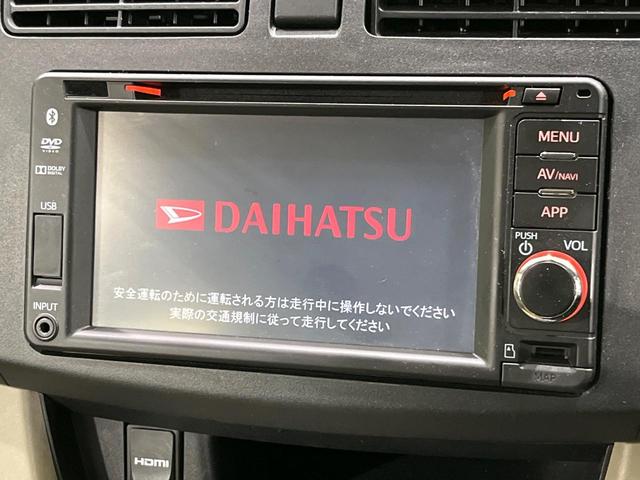 Bluetooth
DVD
VIDEO
DOLBY
DIGITAL
USB
INPUT
DAIHATSU
安全運転のために運転される方は走行中に操作しないでください
実際の交通規制に従って走行してください
MENU
AV/NAVI
APP
PUSH
VOL
MAP
HDMI